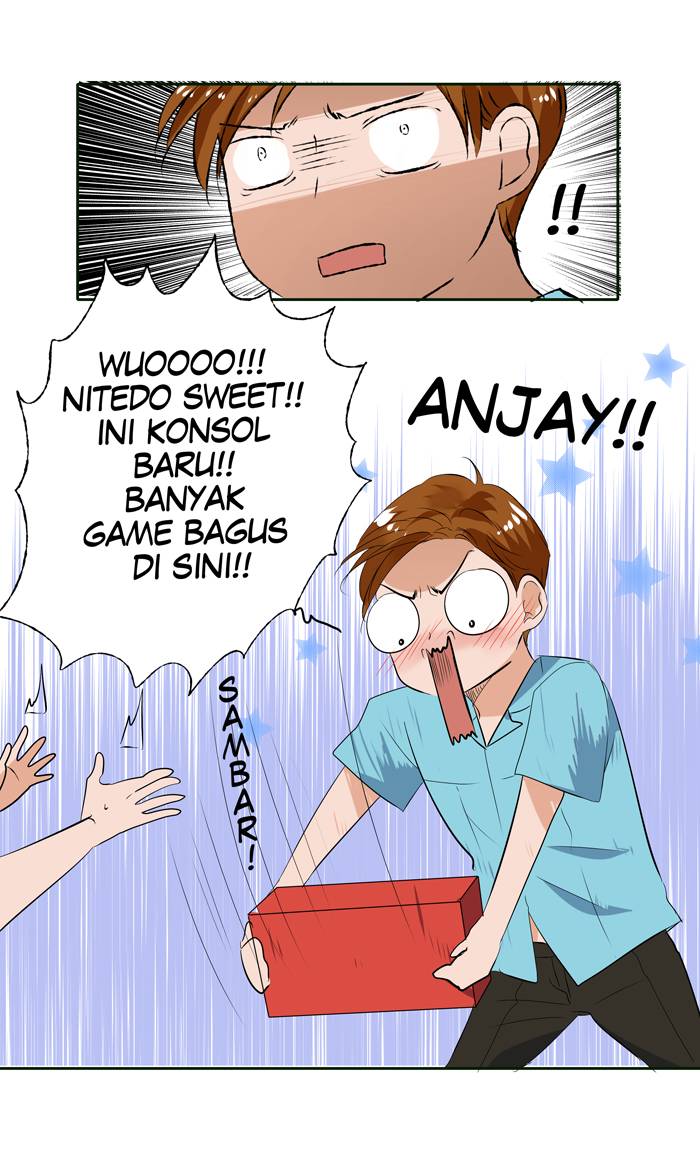 !!
WUOOOO!!!
NITEDO SWEET!!
INI KONSOL
BARU!!
BANYAK
GAME BAGUS
DI SINI!!
ANJAY!!
SAMBAR!